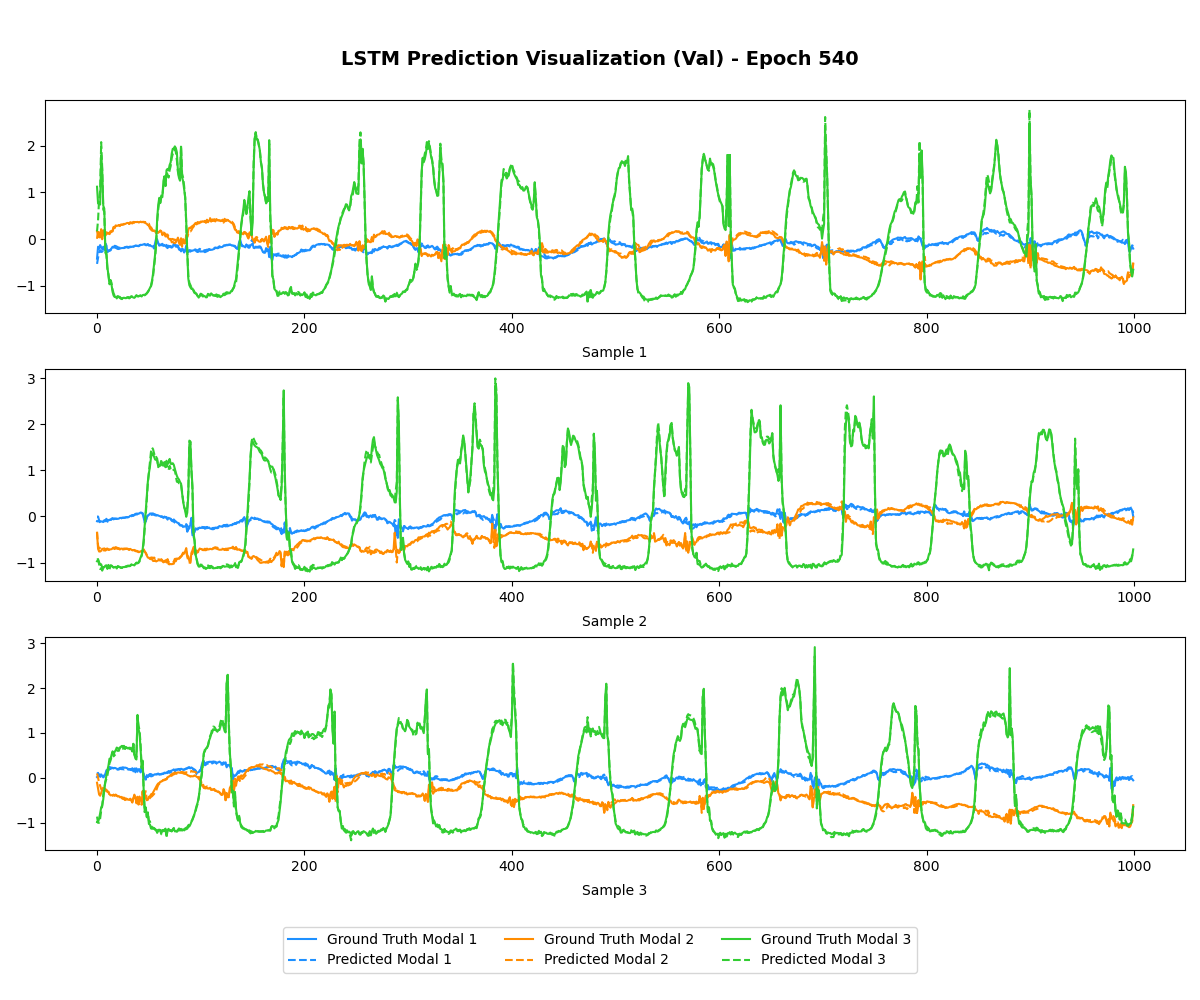 LSTM Prediction Visualization (Val) - Epoch 540
2
1
0
−1
0 200 400 600 800 1000
Sample 1
3
2
1
0
−1
0 200 400 600 800 1000
Sample 2
3
2
1
0
−1
0 200 400 600 800 1000
Sample 3
Ground Truth Modal 1 Ground Truth Modal 2 Ground Truth Modal 3
Predicted Modal 1 Predicted Modal 2 Predicted Modal 3